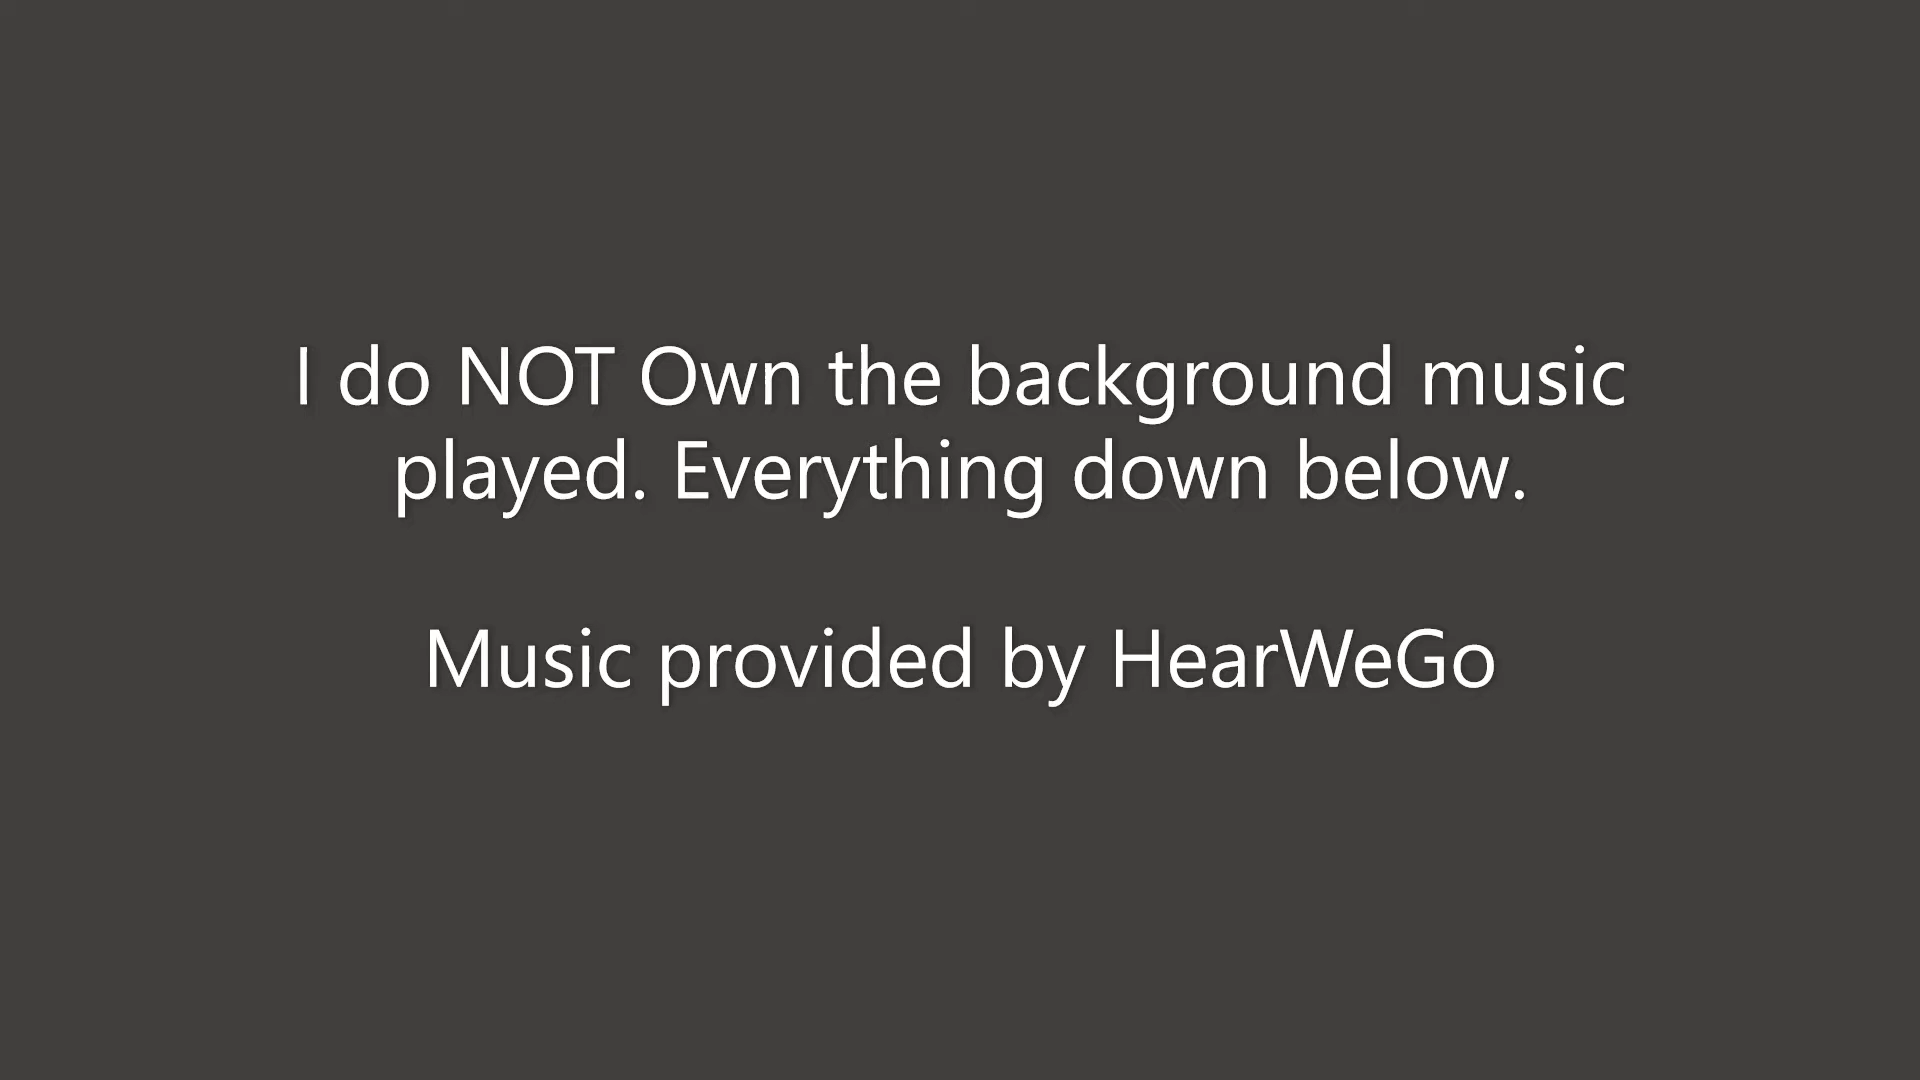 I do NOT Own the background music
played. Everything down below.
Music provided by HearWeGo